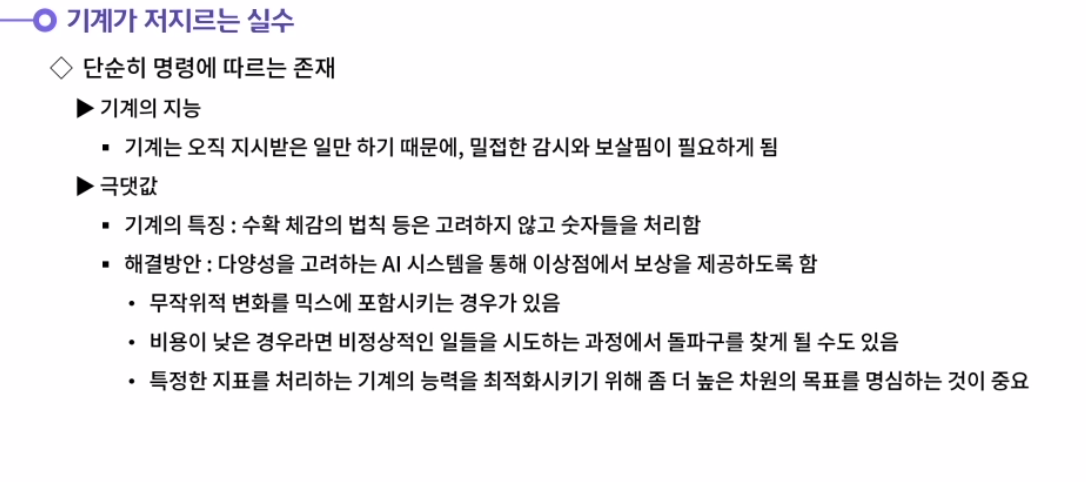 기계가 저지르는 실수
◇ 단순히 명령에 따르는 존재
▶ 기계의 지능
▪ 기계는 오직 지시받은 일만 하기 때문에, 밀접한 감시와 보살핌이 필요하게 됨
▶ 극댓값
▪ 기계의 특징 : 수확 체감의 법칙 등은 고려하지 않고 숫자들을 처리함
▪ 해결방안 : 다양성을 고려하는 AI 시스템을 통해 이상점에서 보상을 제공하도록 함
• 무작위적 변화를 믹스에 포함시키는 경우가 있음
• 비용이 낮은 경우라면 비정상적인 일들을 시도하는 과정에서 돌파구를 찾게 될 수도 있음
• 특정한 지표를 처리하는 기계의 능력을 최적화시키기 위해 좀 더 높은 차원의 목표를 명심하는 것이 중요